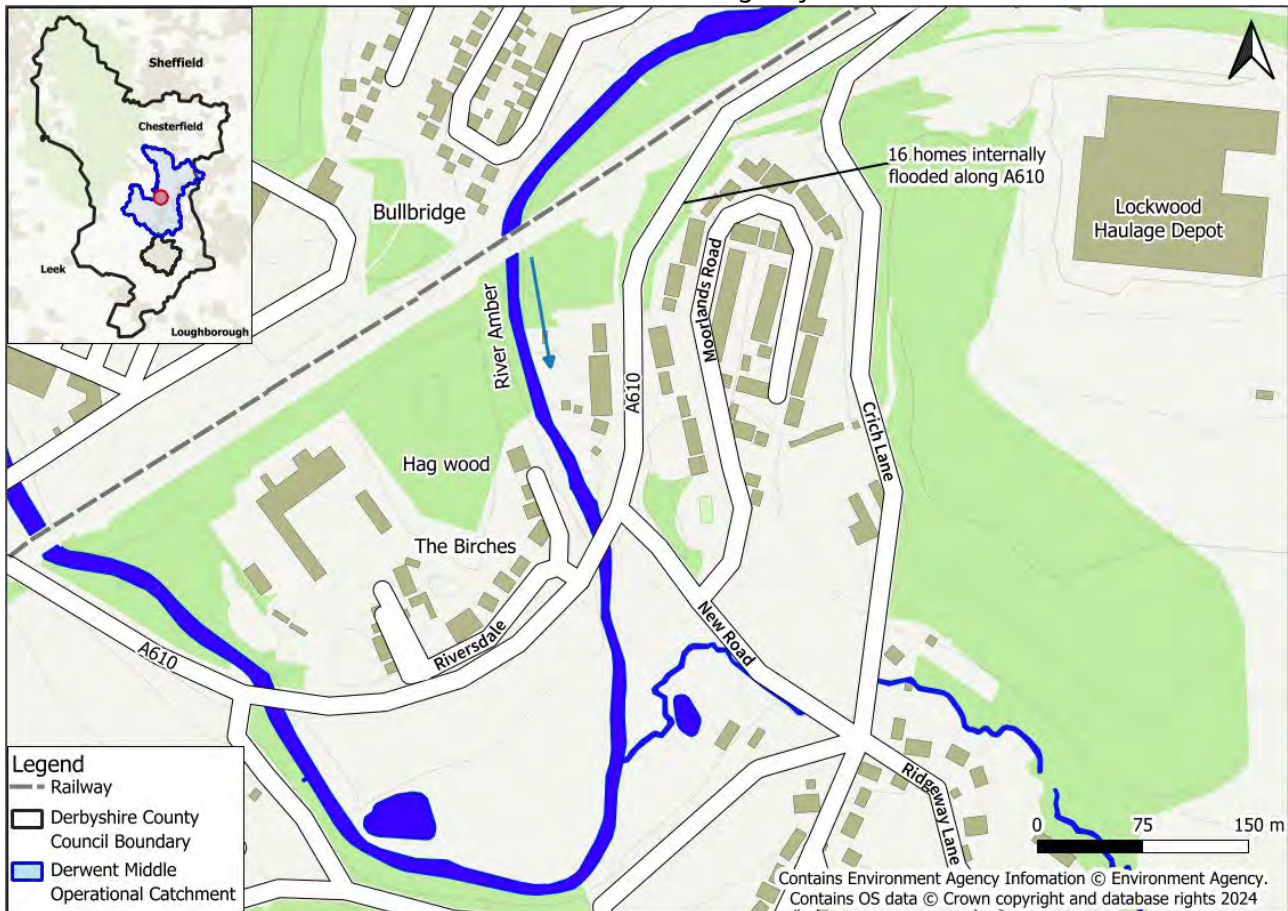 Sheffield
Chesterfield
Leek
Loughborough
Bullbridge
16 homes internally
flooded along A610
Lockwood
Haulage Depot
River Amber
A610
Moorlands Road
Crich Lane
Hag wood
The Birches
Riversdale
New Road
A610
Ridgeway Lane
Legend
Railway
Derbyshire County
Council Boundary
Derwent Middle
Operational Catchment
0 75 150 m
Contains Environment Agency Infomation © Environment Agency.
Contains OS data © Crown copyright and database rights 2024